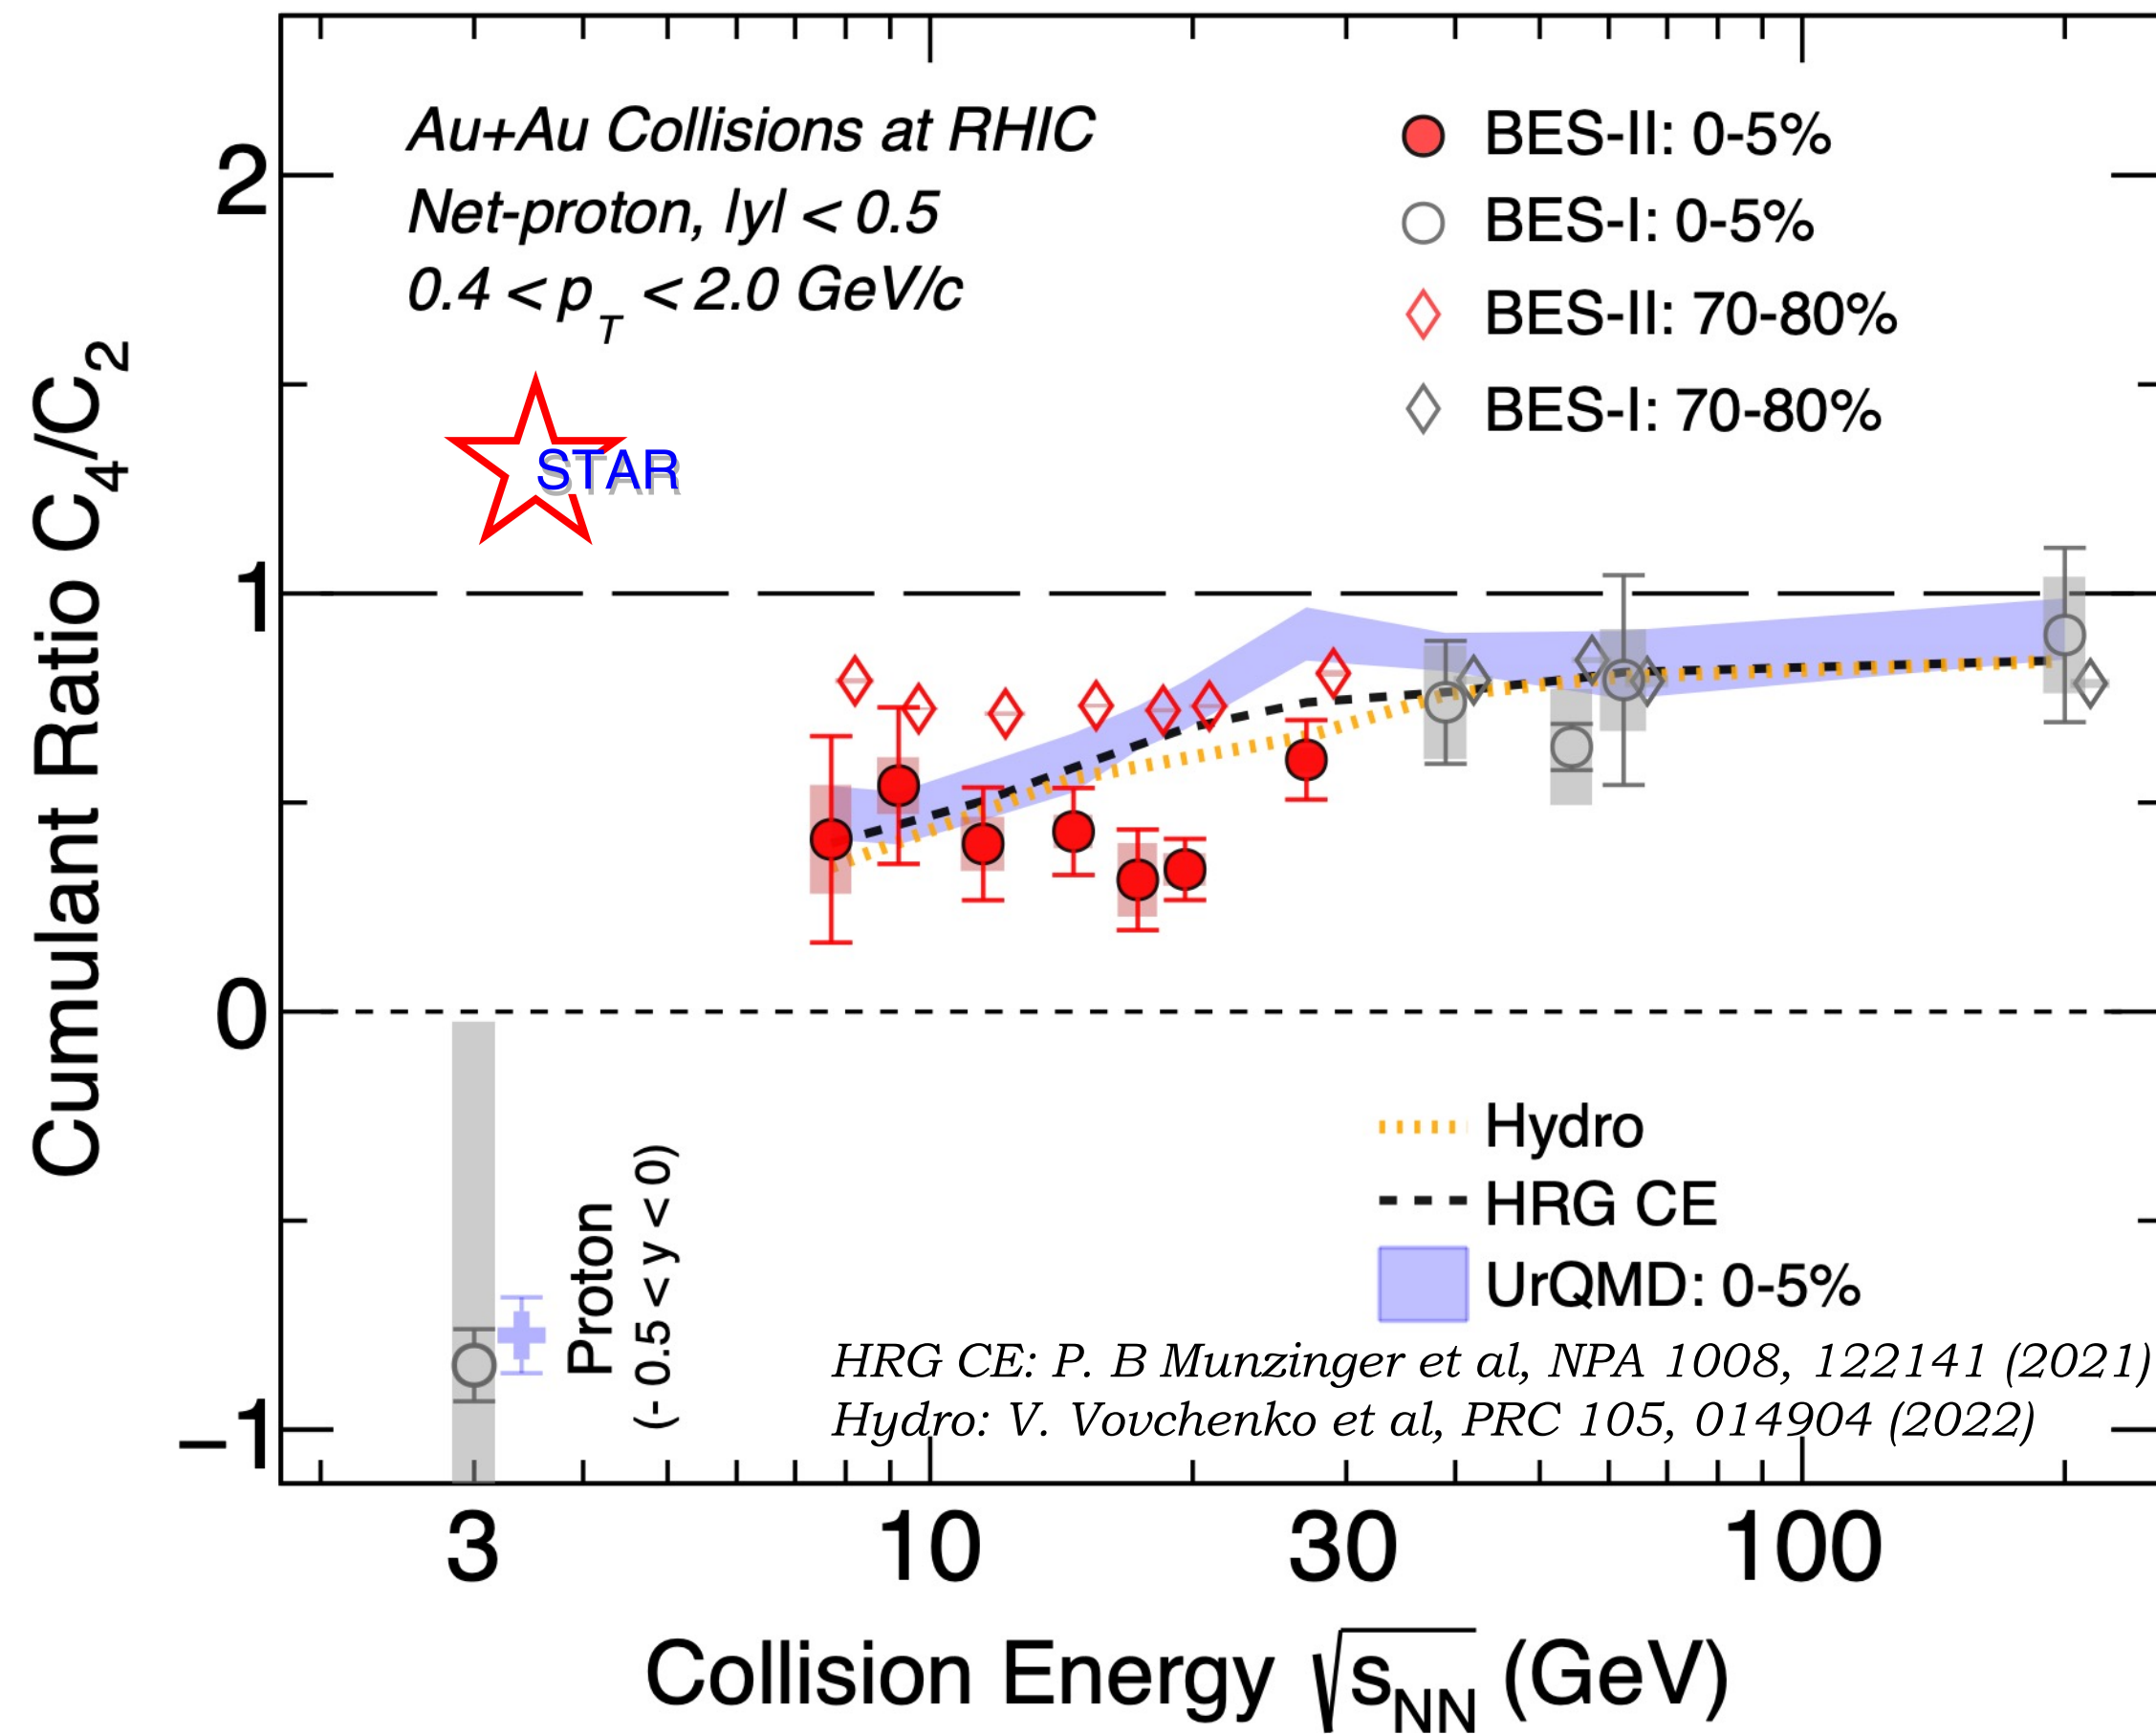 Au+Au Collisions at RHIC
Net-proton, |y| < 0.5
0.4 < p_T < 2.0 GeV/c
STAR
BES-II: 0-5%
BES-I: 0-5%
BES-II: 70-80%
BES-I: 70-80%
Cumulant Ratio C_4/C_2
2
1
0
−1
Proton
(- 0.5 < y < 0)
Hydro
HRG CE
UrQMD: 0-5%
HRG CE: P. B Munzinger et al, NPA 1008, 122141 (2021)
Hydro: V. Vovchenko et al, PRC 105, 014904 (2022)
3 10 30 100
Collision Energy √s_NN (GeV)